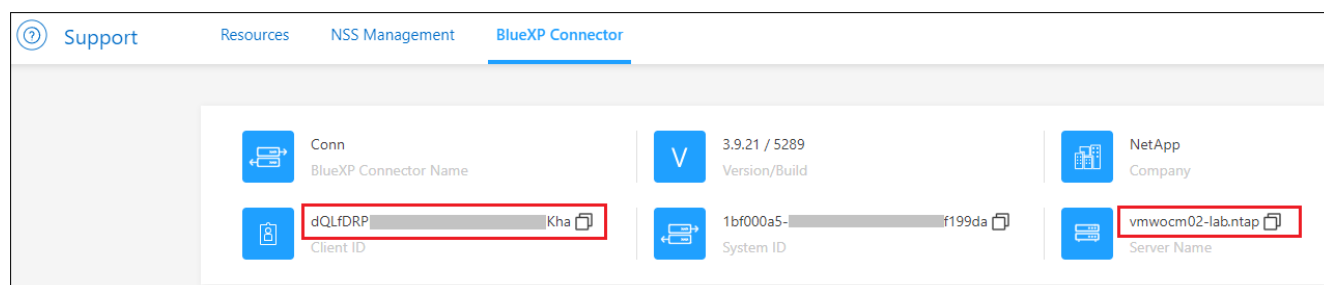 Support Resources NSS Management BlueXP Connector
Conn
BlueXP Connector Name
V
3.9.21 / 5289
Version/Build
NetApp
Company
dQLfDRP Kha
Client ID
1bf000a5- f199da
System ID
vmwocm02-lab.ntap
Server Name